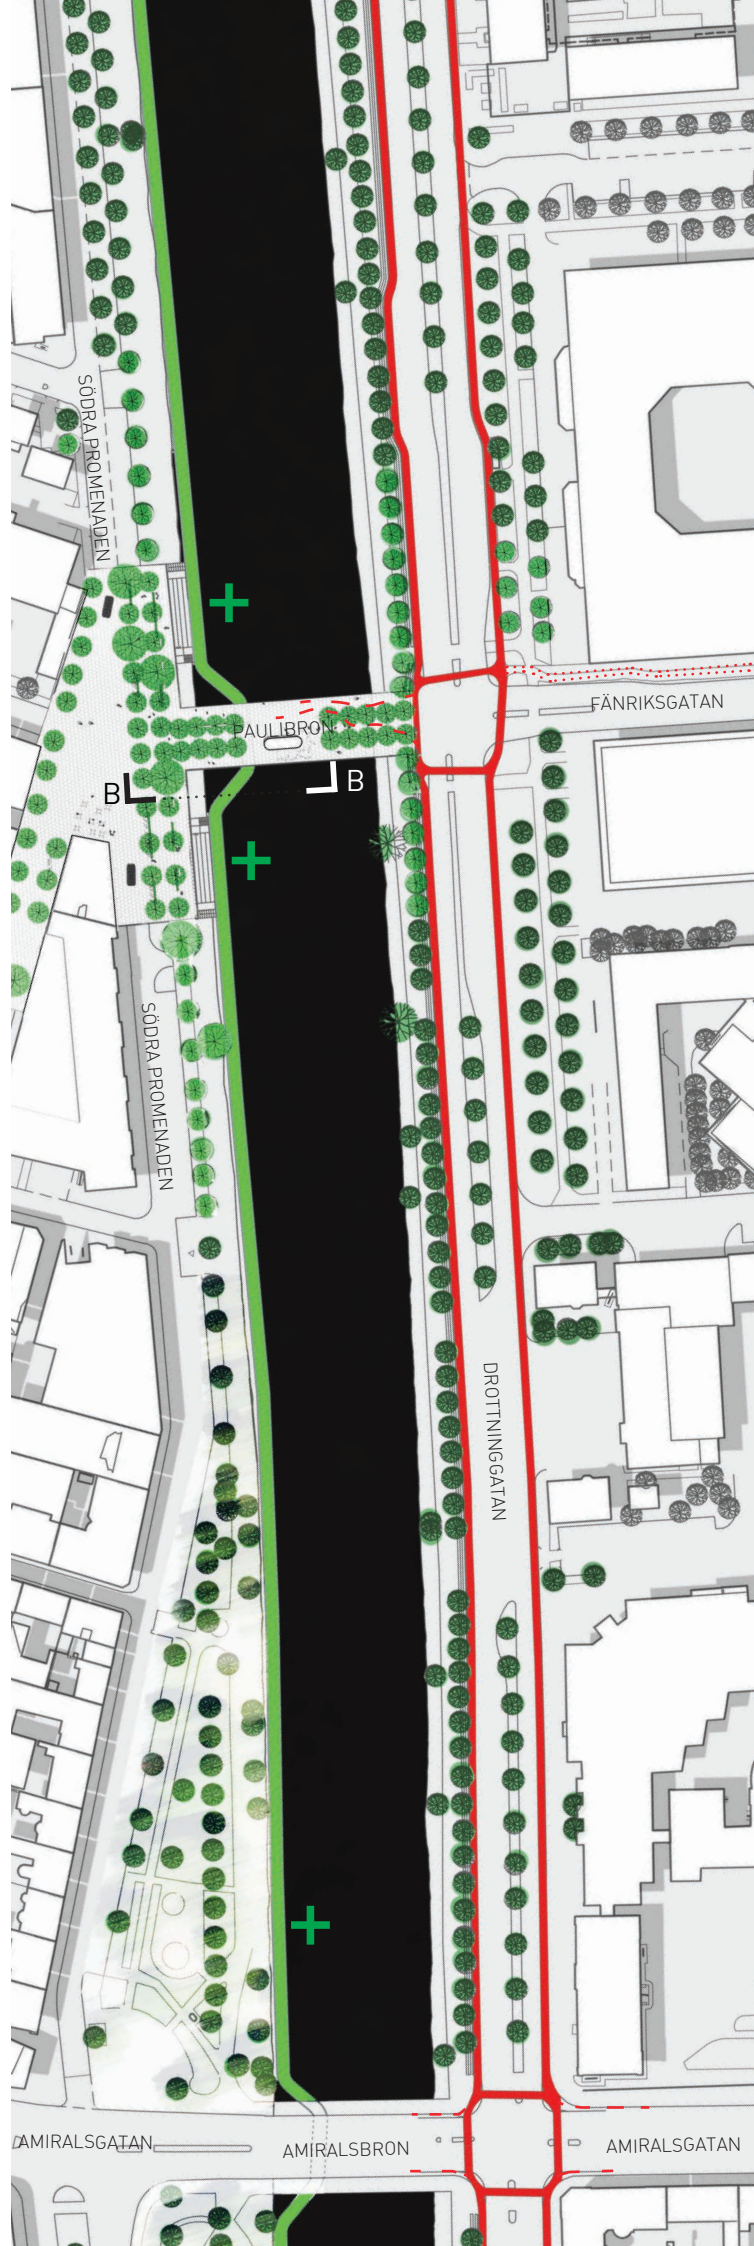 SÖDRA PROMENADEN
FÄNRIKSGATAN
PAULIBRON
B
B
SÖDRA PROMENADEN
DROTTNINGGATAN
AMIRALSGATAN
AMIRALSBRON
AMIRALSGATAN